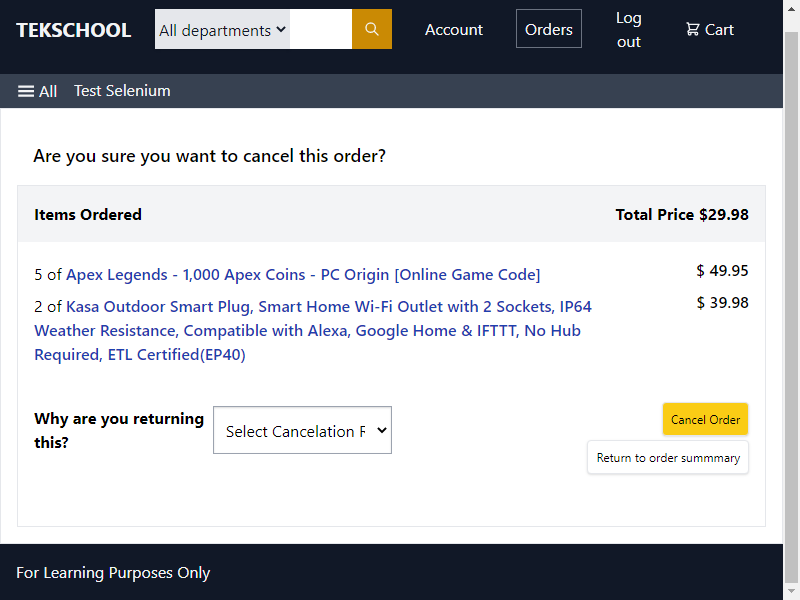 TEKSCHOOL
All departments
Account
Orders
Log
out
Cart
All
Test Selenium
Are you sure you want to cancel this order?
Items Ordered
Total Price $29.98
5 of Apex Legends - 1,000 Apex Coins - PC Origin [Online Game Code]
$ 49.95
2 of Kasa Outdoor Smart Plug, Smart Home Wi-Fi Outlet with 2 Sockets, IP64
Weather Resistance, Compatible with Alexa, Google Home & IFTTT, No Hub
Required, ETL Certified(EP40)
$ 39.98
Why are you returning
this?
Select Cancelation F
Cancel Order
Return to order summmary
For Learning Purposes Only